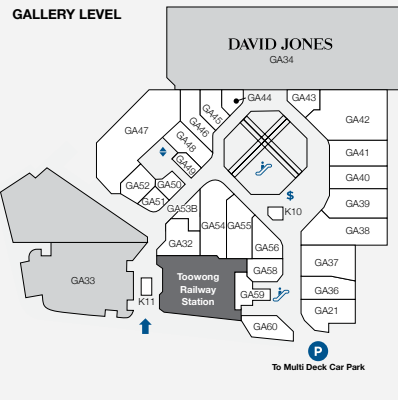 GALLERY LEVEL
DAVID JONES
GA34
GA44
GA43
GA45
GA46
GA42
GA47
GA48
GA41
GA49
GA40
GA52
GA50
GA51
GA53B
$
K10
GA39
GA54
GA55
GA38
GA32
GA56
GA37
GA58
Toowong
Railway
Station
GA33
K11
GA59
GA36
GA21
GA60
P
To Multi Deck Car Park